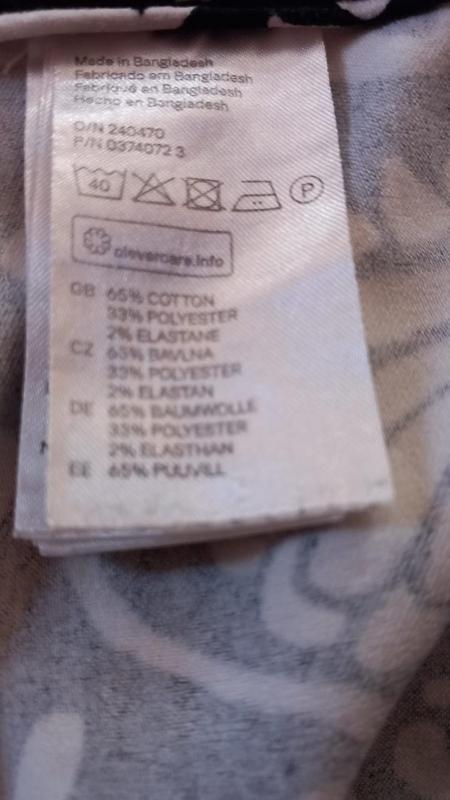 Made in Bangladesh
Fabricado em Bangladesh
Fabriqué en Bangladesh
Hecho en Bangladesh
O/N 240470
P/N 0374072 3
40
P
clevercare.info
GB 65% COTTON
33% POLYESTER
2% ELASTANE
CZ 65% BAVLNA
33% POLYESTER
2% ELASTAN
DE 65% BAUMWOLLE
33% POLYESTER
2% ELASTHAN
EE 65% PUUVILL